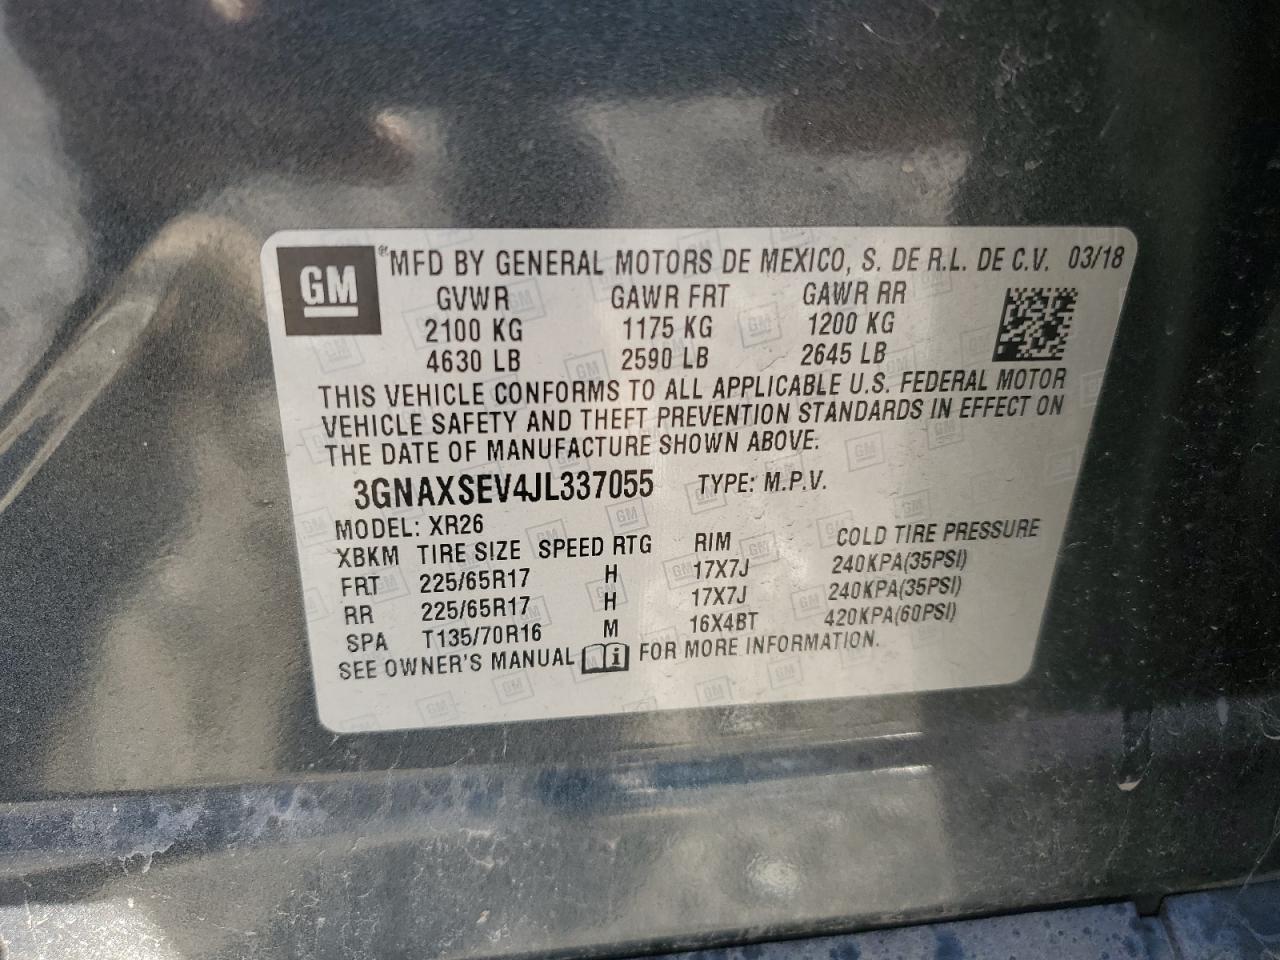 GM
®MFD BY GENERAL MOTORS DE MEXICO, S. DE R.L. DE C.V. 03/18
GVWR GAWR FRT GAWR RR
2100 KG 1175 KG 1200 KG
4630 LB 2590 LB 2645 LB
THIS VEHICLE CONFORMS TO ALL APPLICABLE U.S. FEDERAL MOTOR
VEHICLE SAFETY AND THEFT PREVENTION STANDARDS IN EFFECT ON
THE DATE OF MANUFACTURE SHOWN ABOVE.
3GNAXSEV4JL337055 TYPE: M.P.V.
MODEL: XR26
XBKM TIRE SIZE SPEED RTG RIM COLD TIRE PRESSURE
FRT 225/65R17 H 17X7J 240KPA(35PSI)
RR 225/65R17 H 17X7J 240KPA(35PSI)
SPA T135/70R16 M 16X4BT 420KPA(60PSI)
SEE OWNER'S MANUAL i FOR MORE INFORMATION.